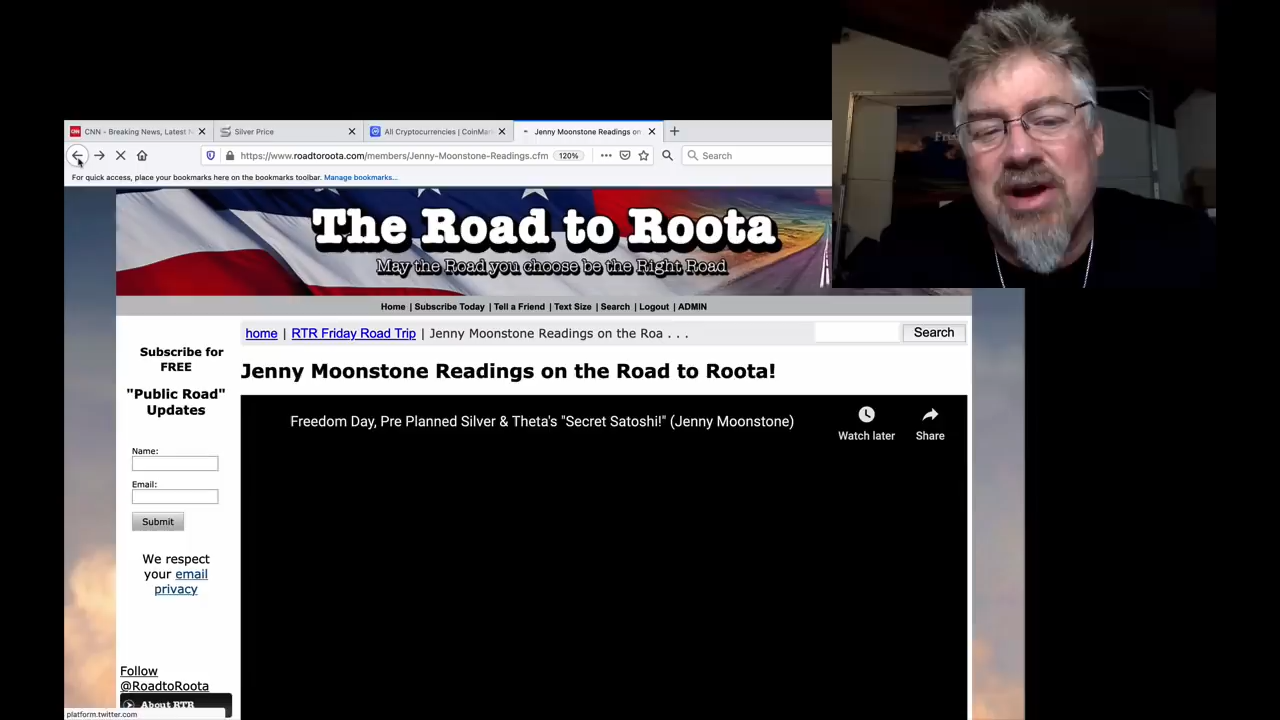 CNN - Breaking News, Latest N
Silver Price
All Cryptocurrencies | CoinMar
Jenny Moonstone Readings on
https://www.roadtoroota.com/members/Jenny-Moonstone-Readings.cfm
120%
Search
For quick access, place your bookmarks here on the bookmarks toolbar. Manage bookmarks...
The Road to Roota
May the Road you choose be the Right Road
Home | Subscribe Today | Tell a Friend | Text Size | Search | Logout | ADMIN
home | RTR Friday Road Trip | Jenny Moonstone Readings on the Roa . . .
Search
Subscribe for
FREE
"Public Road"
Updates
Name:
Email:
Submit
We respect
your email
privacy
Follow
@RoadtoRoota
About RTR
platform.twitter.com
Jenny Moonstone Readings on the Road to Roota!
Freedom Day, Pre Planned Silver & Theta's "Secret Satoshi!" (Jenny Moonstone)
Watch later
Share